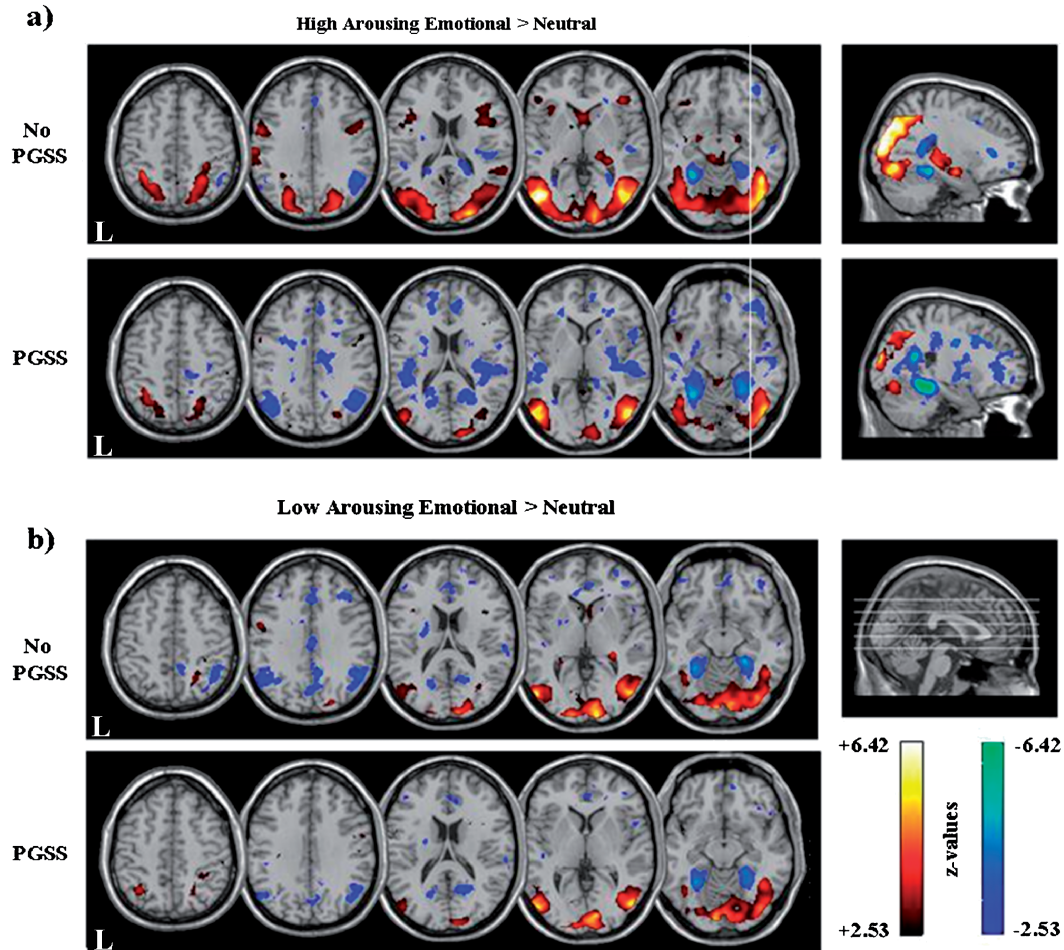 a)
High Arousing Emotional > Neutral
No
PGSS
L
PGSS
L
Low Arousing Emotional > Neutral
b)
No
PGSS
L
PGSS
L
+6.42
-6.42
z-values
+2.53
-2.53